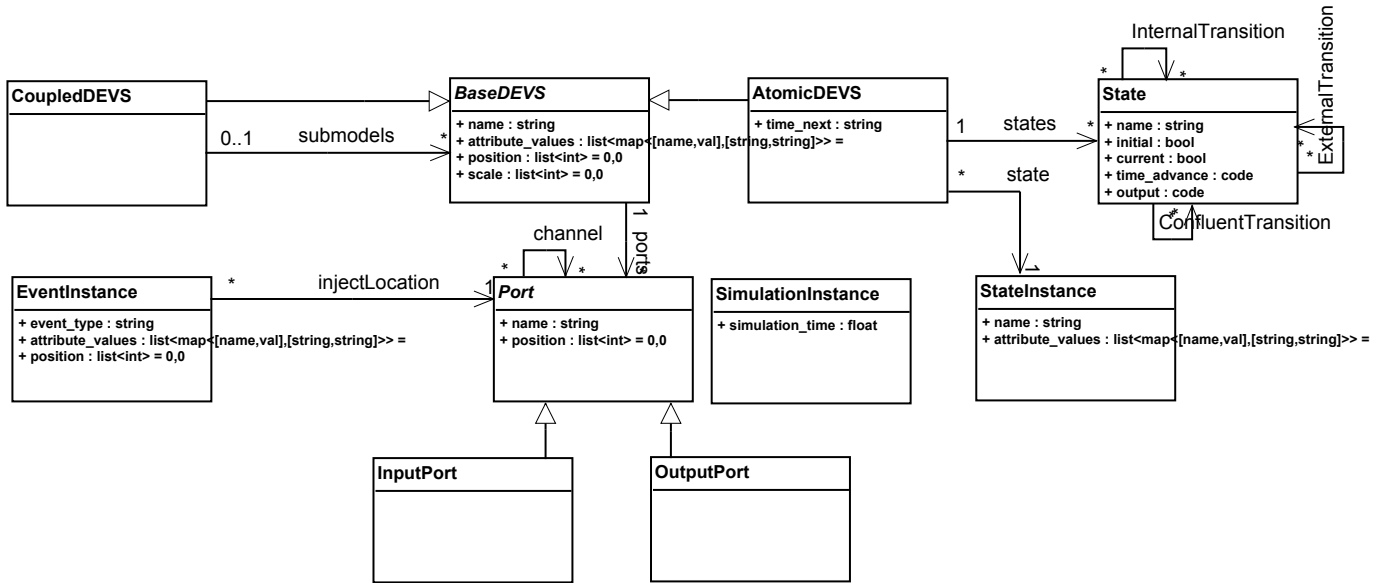 InternalTransition
*
*
CoupledDEVS
BaseDEVS
+ name : string
+ attribute_values : list<map<[name,val],[string,string]>> =
+ position : list<int> = 0,0
+ scale : list<int> = 0,0
AtomicDEVS
+ time_next : string
State
+ name : string
+ initial : bool
+ current : bool
+ time_advance : code
+ output : code
ExternalTransition
*
*
0..1
submodels
*
1
states
*
*
state
1
ConfluentTransition
*
*
1
ports
*
channel
*
*
EventInstance
+ event_type : string
+ attribute_values : list<map<[name,val],[string,string]>> =
+ position : list<int> = 0,0
*
injectLocation
1
Port
+ name : string
+ position : list<int> = 0,0
SimulationInstance
+ simulation_time : float
StateInstance
+ name : string
+ attribute_values : list<map<[name,val],[string,string]>> =
InputPort
OutputPort